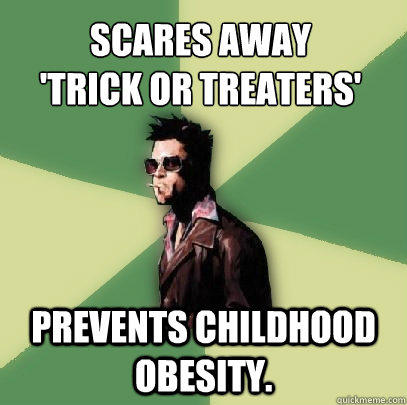 SCARES AWAY
'TRICK OR TREATERS'
PREVENTS CHILDHOOD
OBESITY.
quickmeme.com